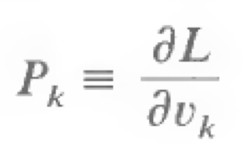 P_k ≡ ∂L / ∂v_k